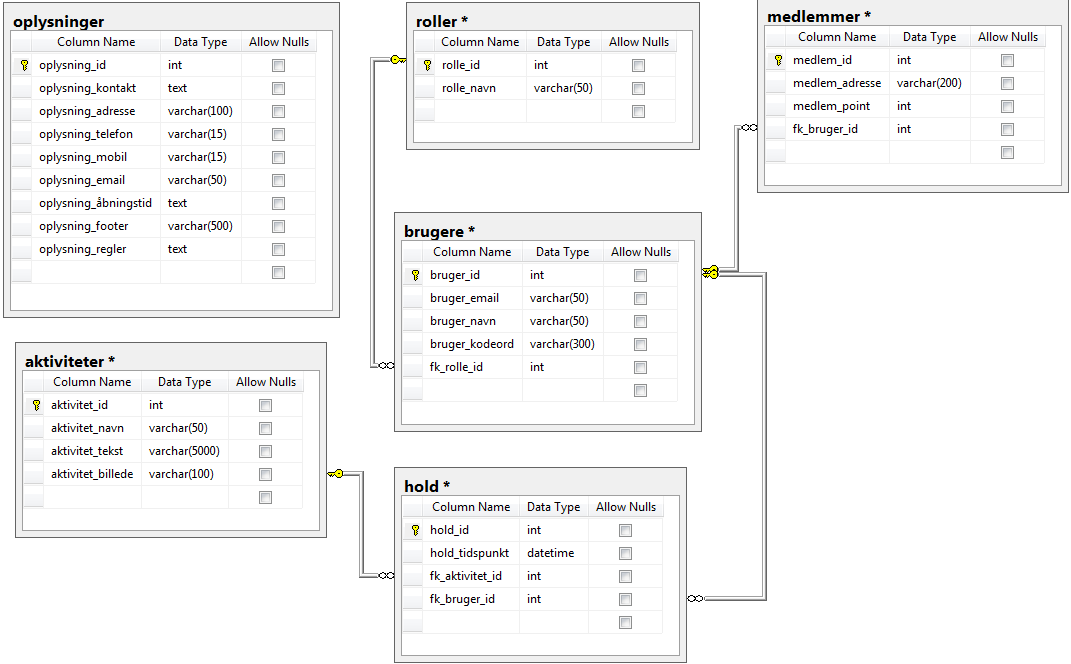 oplysninger
Column Name Data Type Allow Nulls
oplysning_id int
oplysning_kontakt text
oplysning_adresse varchar(100)
oplysning_telefon varchar(15)
oplysning_mobil varchar(15)
oplysning_email varchar(50)
oplysning_åbningstid text
oplysning_footer varchar(500)
oplysning_regler text
roller *
Column Name Data Type Allow Nulls
rolle_id int
rolle_navn varchar(50)
medlemmer *
Column Name Data Type Allow Nulls
medlem_id int
medlem_adresse varchar(200)
medlem_point int
fk_bruger_id int
brugere *
Column Name Data Type Allow Nulls
bruger_id int
bruger_email varchar(50)
bruger_navn varchar(50)
bruger_kodeord varchar(300)
fk_rolle_id int
aktiviteter *
Column Name Data Type Allow Nulls
aktivitet_id int
aktivitet_navn varchar(50)
aktivitet_tekst varchar(5000)
aktivitet_billede varchar(100)
hold *
Column Name Data Type Allow Nulls
hold_id int
hold_tidspunkt datetime
fk_aktivitet_id int
fk_bruger_id int